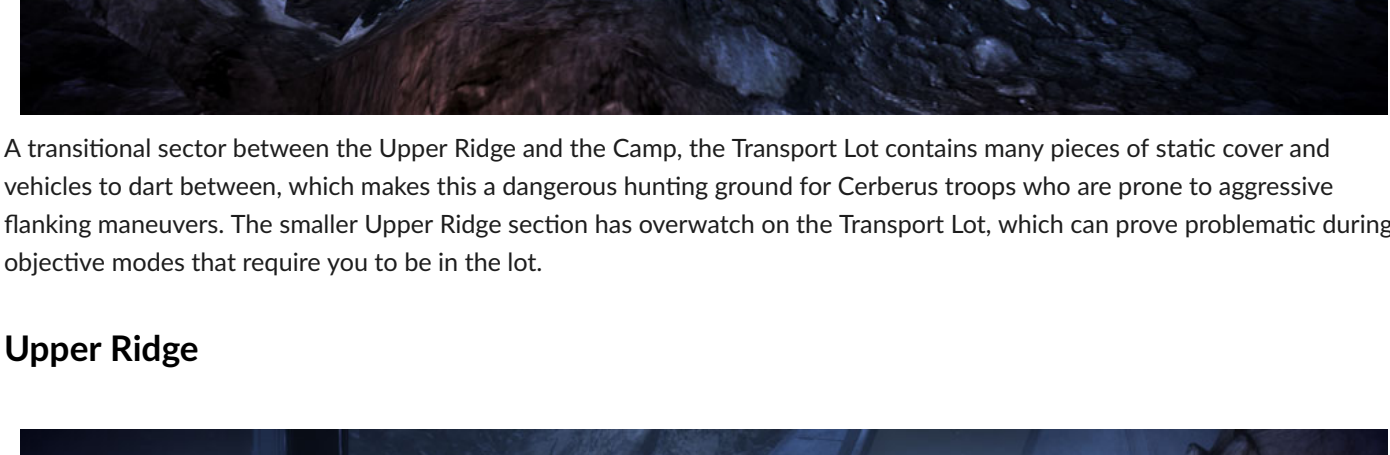 A transitional sector between the Upper Ridge and the Camp, the Transport Lot contains many pieces of static cover and
vehicles to dart between, which makes this a dangerous hunting ground for Cerberus troops who are prone to aggressive
flanking maneuvers. The smaller Upper Ridge section has overwatch on the Transport Lot, which can prove problematic during
objective modes that require you to be in the lot.
Upper Ridge